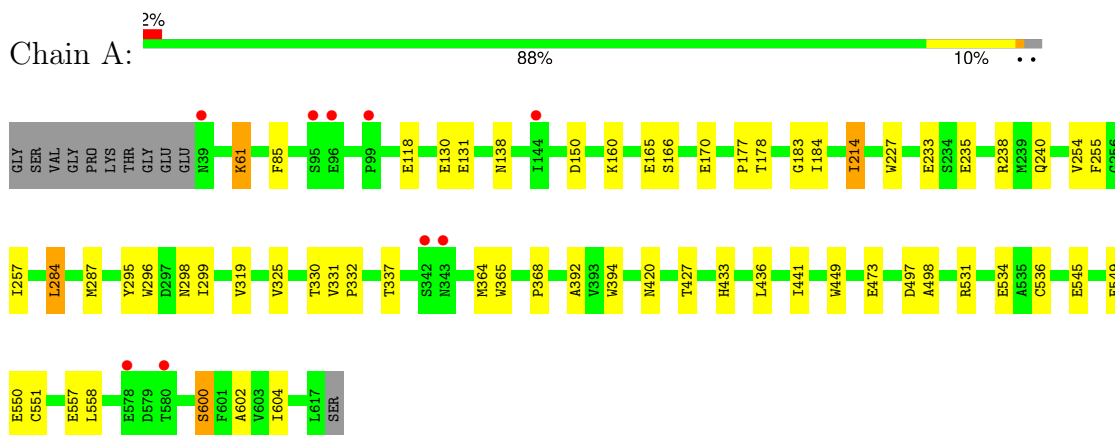 2%
Chain A:
88% 10% • •
GLY SER VAL GLY PRO LYS THR GLY GLU GLU N39 K61 F85 S95 E96 P99 E118 E130 E131 N138 I144 D150 K160 E165 S166 E170 P177 T178 G183 I184 I214 W227 E233 S234 E235 R238 M239 Q240 V254 F255 G256
I257 L284 M287 Y295 W296 D297 N298 I299 V319 V325 T330 V331 P332 T337 S342 N343 M364 W365 P368 A392 V393 W394 N420 T427 H433 L436 I441 W449 E473 D497 A498 R531 E534 A535 C536 E545 E549
E550 C551 E557 L558 E578 D579 T580 S600 F601 A602 V603 I604 L617 SER